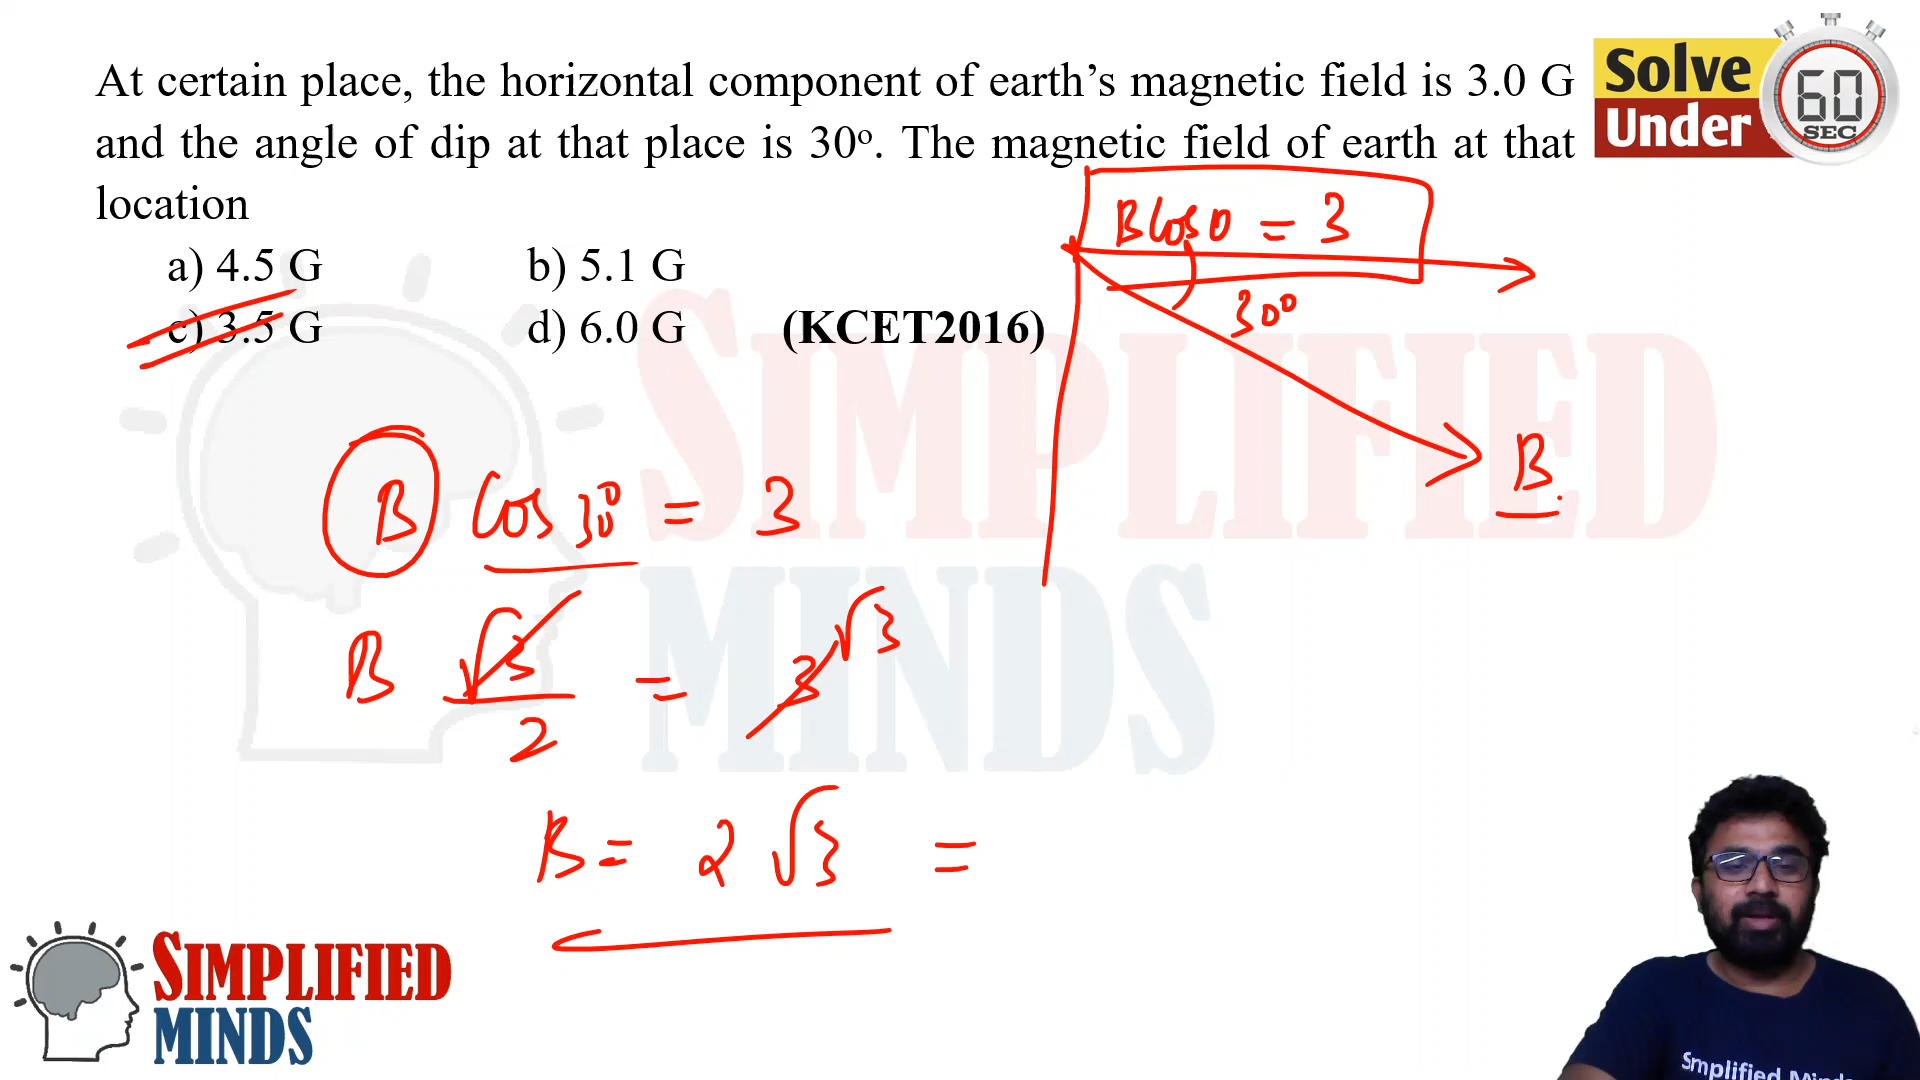 At certain place, the horizontal component of earth's magnetic field is 3.0 G
and the angle of dip at that place is 30°. The magnetic field of earth at that
location
a) 4.5 G b) 5.1 G
c) 3.5 G d) 6.0 G (KCET2016)
Solve
Under
60
SEC
B Cos θ = 3
30°
B
B Cos 30° = 3
B √3/2 = 3 √3
B = 2 √3 =
SIMPLIFIED
MINDS
SIMPLIFIED
MINDS
Smplified Minds